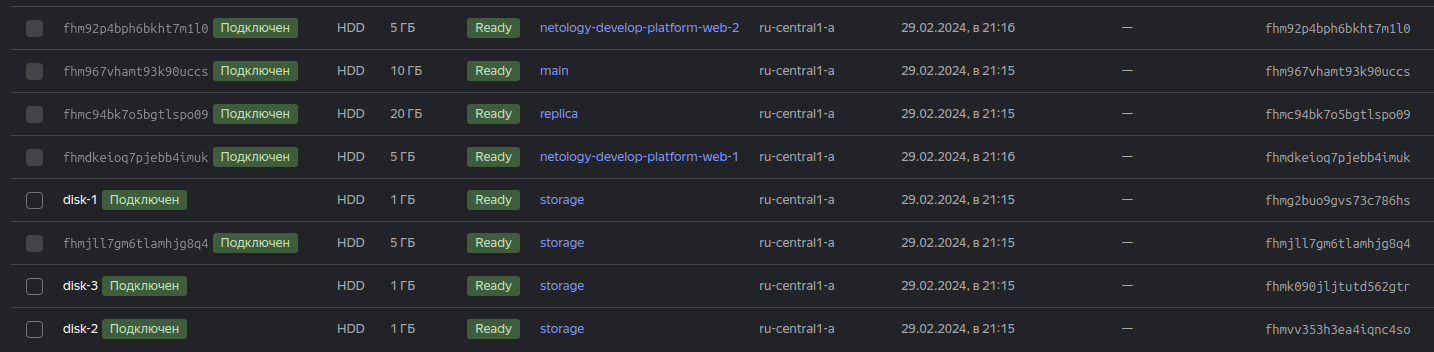 fhm92p4bph6bkht7m1l0 Подключен HDD 5 ГБ Ready netology-develop-platform-web-2 ru-central1-a 29.02.2024, в 21:16 — fhm92p4bph6bkht7m1l0
fhm967vhamt93k90uccs Подключен HDD 10 ГБ Ready main ru-central1-a 29.02.2024, в 21:15 — fhm967vhamt93k90uccs
fhmc94bk7o5bgtlspo09 Подключен HDD 20 ГБ Ready replica ru-central1-a 29.02.2024, в 21:15 — fhmc94bk7o5bgtlspo09
fhmdkeioq7pjebb4imuk Подключен HDD 5 ГБ Ready netology-develop-platform-web-1 ru-central1-a 29.02.2024, в 21:16 — fhmdkeioq7pjebb4imuk
disk-1 Подключен HDD 1 ГБ Ready storage ru-central1-a 29.02.2024, в 21:15 — fhmg2buo9gvs73c786hs
fhmjll7gm6tlamhjg8q4 Подключен HDD 5 ГБ Ready storage ru-central1-a 29.02.2024, в 21:15 — fhmjll7gm6tlamhjg8q4
disk-3 Подключен HDD 1 ГБ Ready storage ru-central1-a 29.02.2024, в 21:15 — fhmk090jljtutd562gtr
disk-2 Подключен HDD 1 ГБ Ready storage ru-central1-a 29.02.2024, в 21:15 — fhmvv353h3ea4iqnc4so